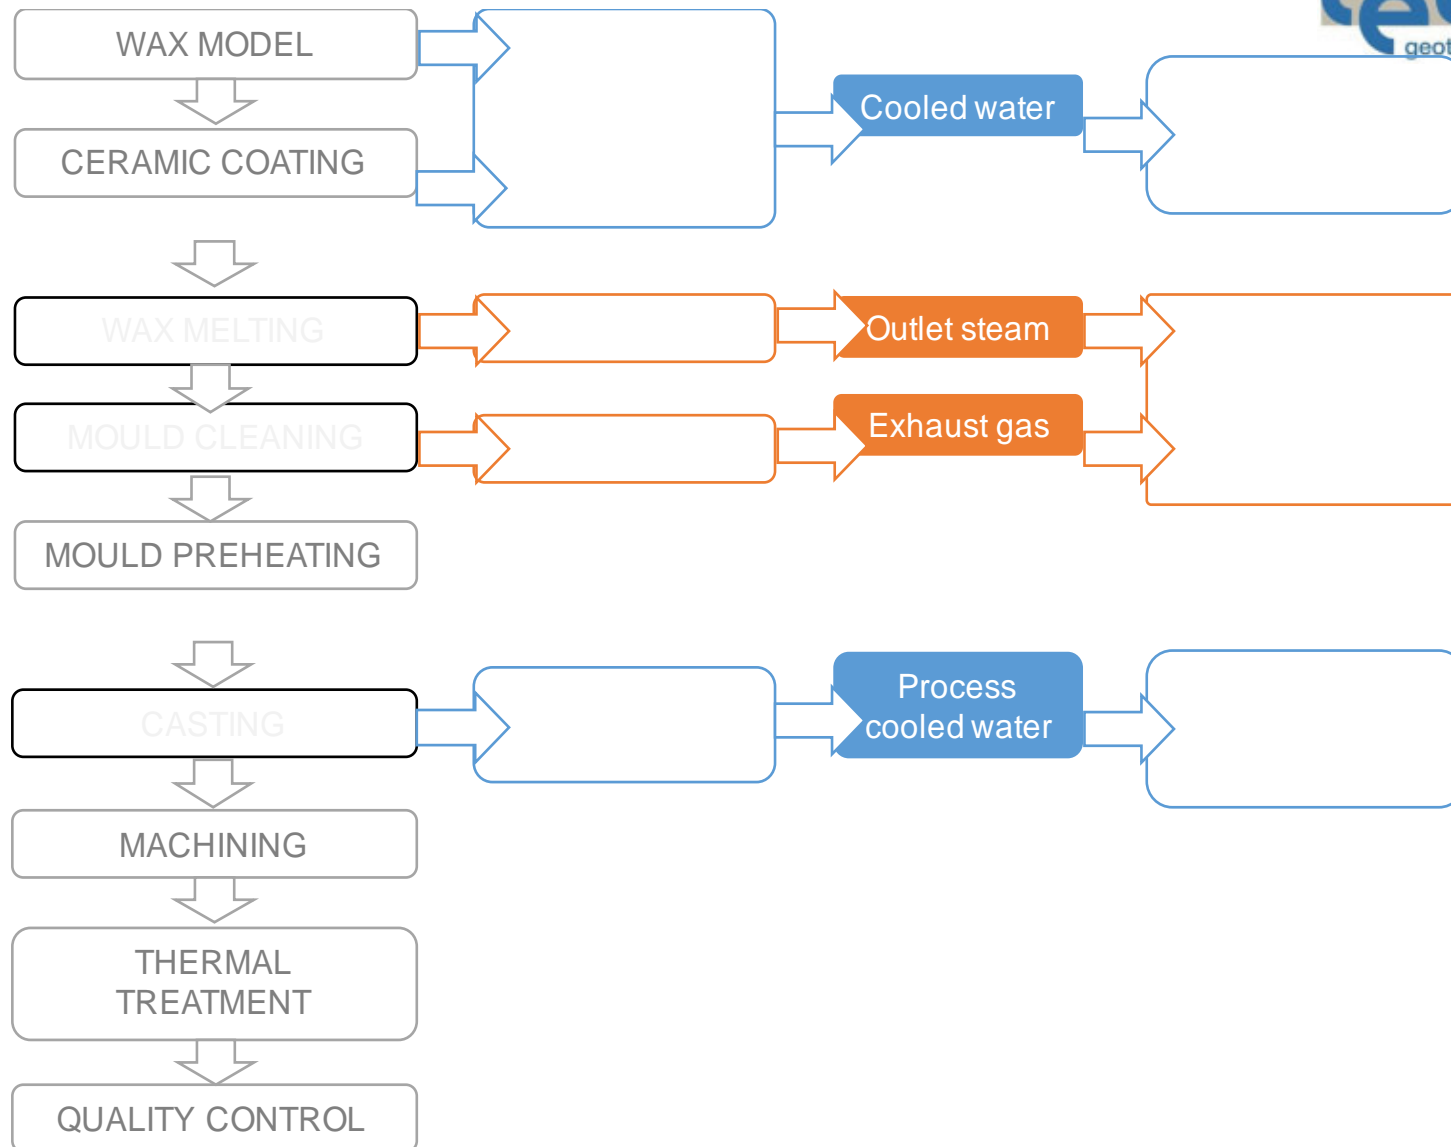 WAX MODEL
CERAMIC COATING
Cooled water
WAX MELTING
Outlet steam
MOULD CLEANING
Exhaust gas
MOULD PREHEATING
CASTING
Process
cooled water
MACHINING
THERMAL
TREATMENT
QUALITY CONTROL